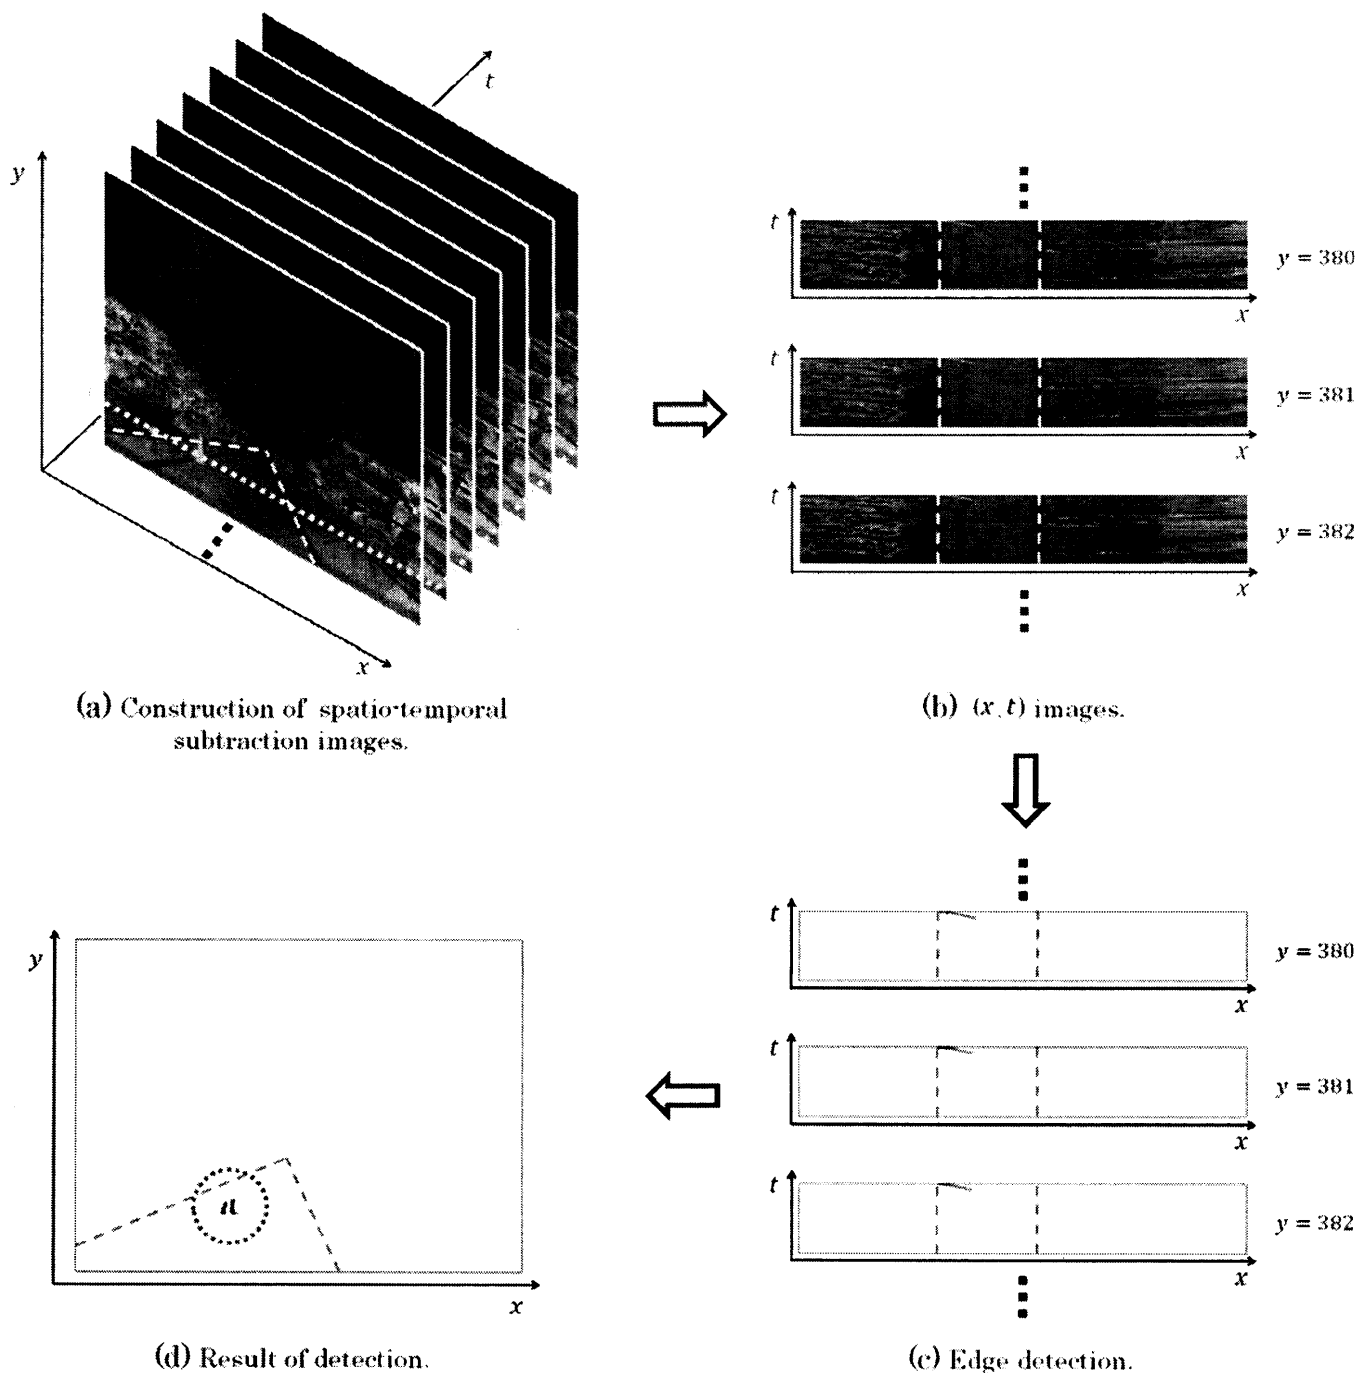 t
y
x
(a) Construction of spatio-temporal
subtraction images.
t
y = 380
x
t
y = 381
x
t
y = 382
x
(b) (x, t) images.
t
y = 380
x
t
y = 381
x
t
y = 382
x
(c) Edge detection.
y
x
(d) Result of detection.